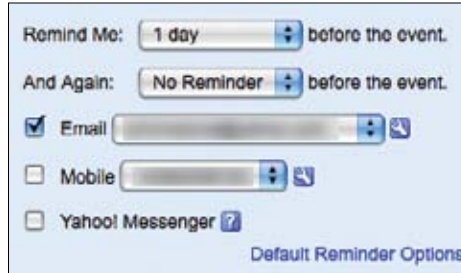 Remind Me: 1 day before the event.
And Again: No Reminder before the event.
Email
Mobile
Yahoo! Messenger ?
Default Reminder Options